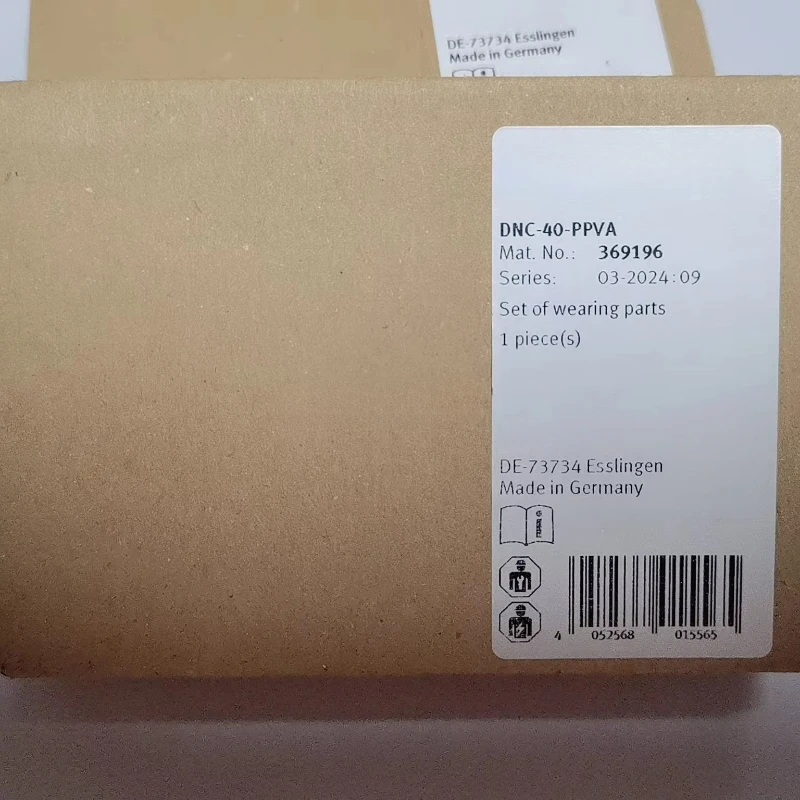 DE-73734 Esslingen
Made in Germany
DNC-40-PPVA
Mat. No.: 369196
Series: 03-2024:09
Set of wearing parts
1 piece(s)
DE-73734 Esslingen
Made in Germany
4 052568 015565